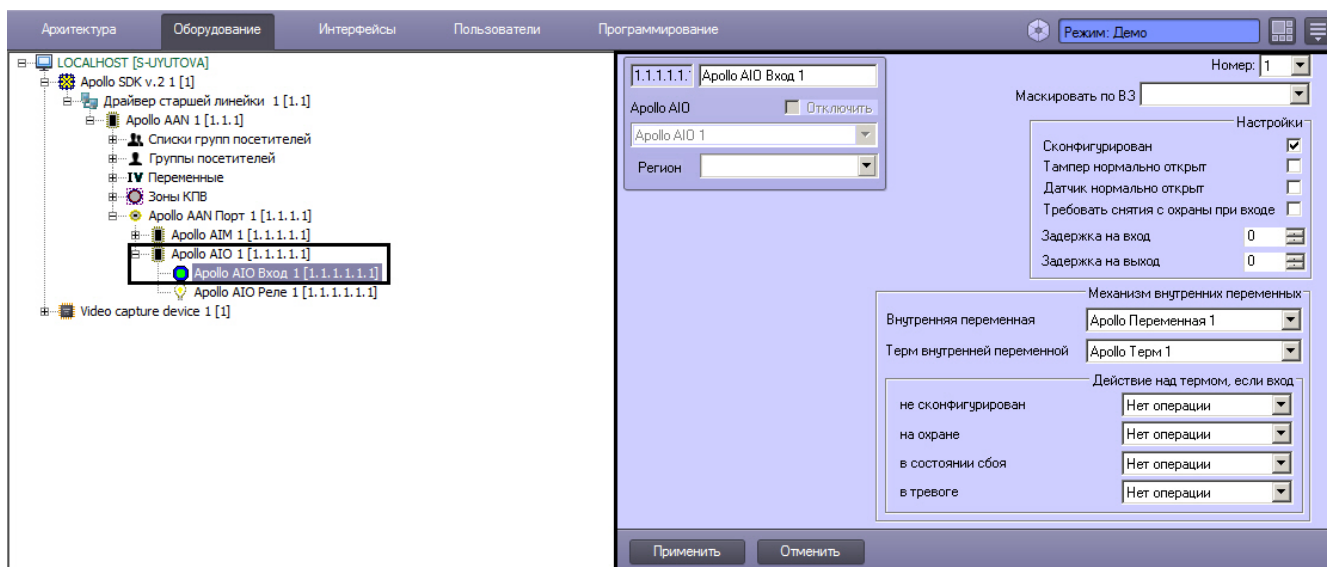 Архитектура Оборудование Интерфейсы Пользователи Программирование Режим: Демо
LOCALHOST [S-UYUTOVA]
Apollo SDK v.2 1 [1]
Драйвер старшей линейки 1 [1.1]
Apollo AAN 1 [1.1.1]
Списки групп посетителей
Группы посетителей
Переменные
Зоны КПВ
Apollo AAN Порт 1 [1.1.1.1]
Apollo AIM 1 [1.1.1.1.1]
Apollo AIO 1 [1.1.1.1.1]
Apollo AIO Вход 1 [1.1.1.1.1.1]
Apollo AIO Реле 1 [1.1.1.1.1.1]
Video capture device 1 [1]
1.1.1.1.1. Apollo AIO Вход 1
Apollo AIO Отключить
Apollo AIO 1
Регион
Номер: 1
Маскировать по ВЗ
Настройки
Сконфигурирован
Тампер нормально открыт
Датчик нормально открыт
Требовать снятия с охраны при входе
Задержка на вход 0
Задержка на выход 0
Механизм внутренних переменных
Внутренняя переменная Apollo Переменная 1
Терм внутренней переменной Apollo Терм 1
Действие над термом, если вход
не сконфигурирован Нет операции
на охране Нет операции
в состоянии сбоя Нет операции
в тревоге Нет операции
Применить Отменить